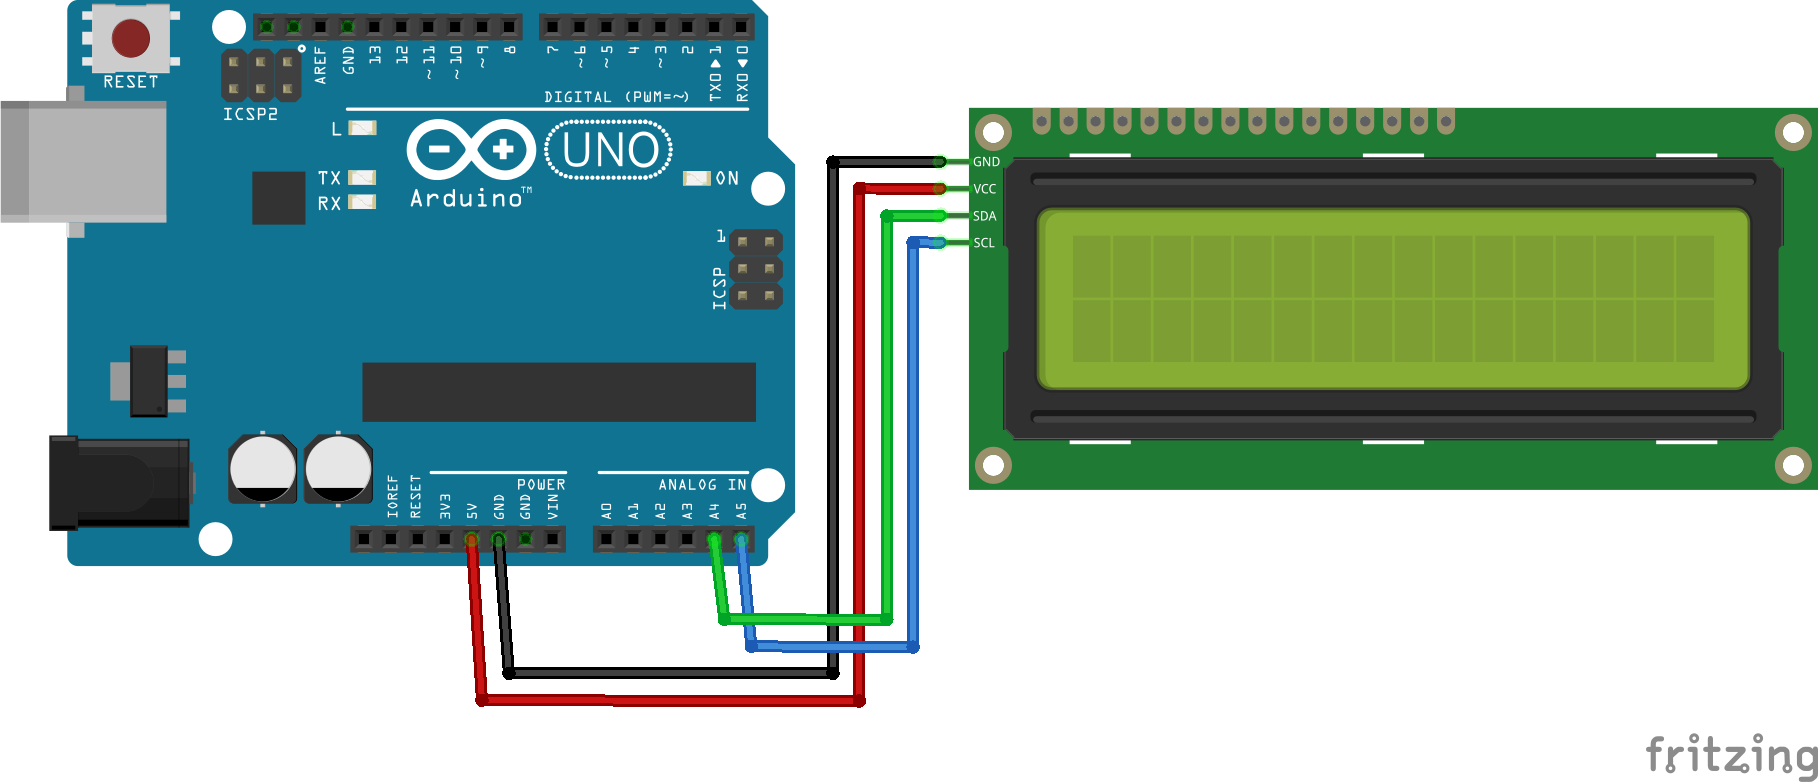 RESET
ICSP2
AREF
GND
13
12
~11
~10
~9
8
7
~6
~5
4
~3
2
TX0▶1
RX0◀0
DIGITAL (PWM=~)
L
TX
RX
UNO
Arduino™
ON
1
ICSP
GND
VCC
SDA
SCL
POWER
ANALOG IN
IOREF
RESET
3V3
5V
GND
GND
VIN
A0
A1
A2
A3
A4
A5
fritzing